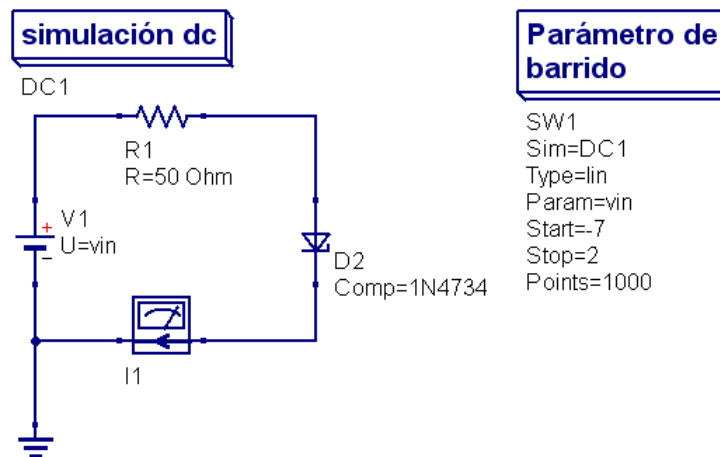 simulación dc
DC1
R1
R=50 Ohm
V1
U=vin
+
−
D2
Comp=1N4734
I1
Parámetro de
barrido
SW1
Sim=DC1
Type=lin
Param=vin
Start=-7
Stop=2
Points=1000